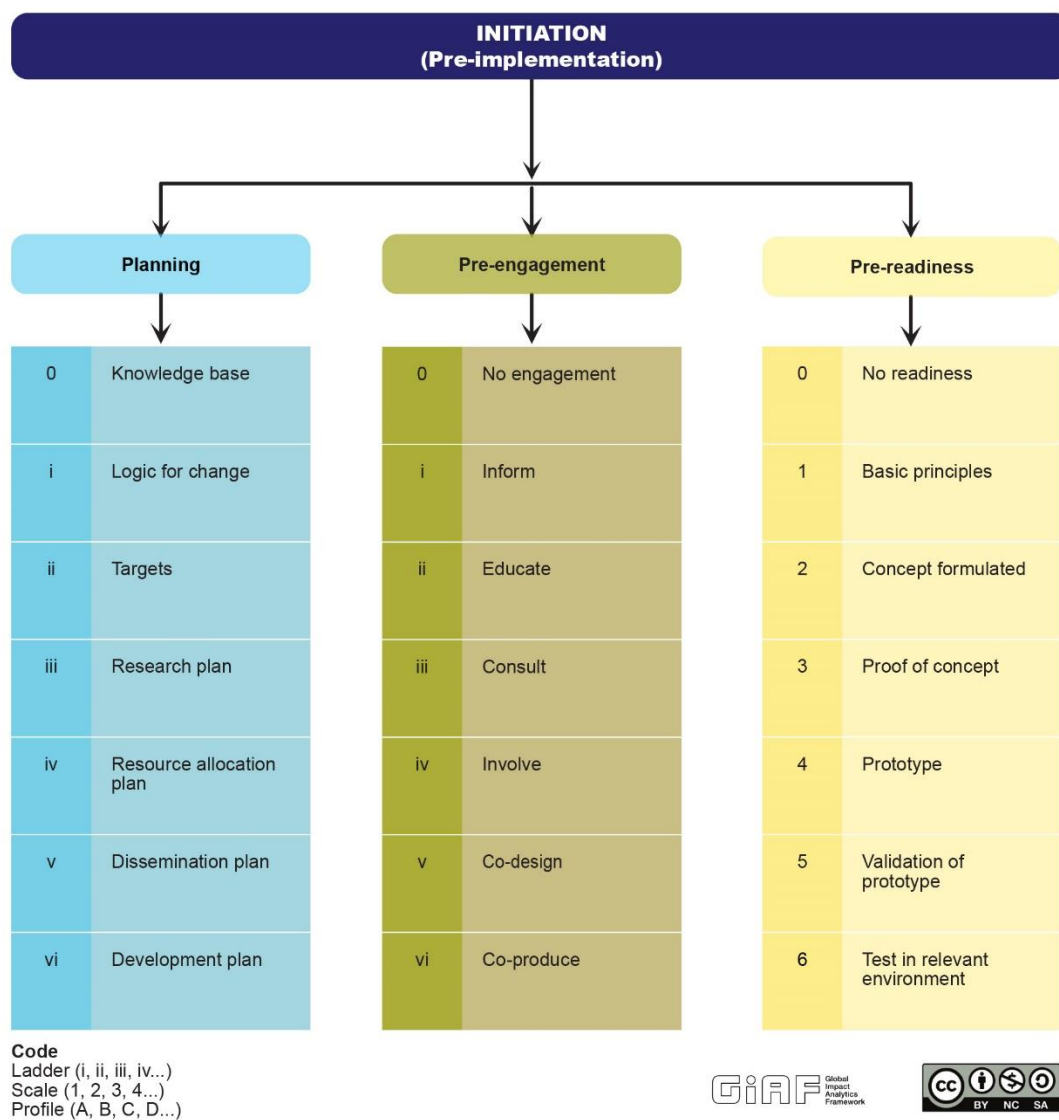 INITIATION
(Pre-implementation)
Planning
Pre-engagement
Pre-readiness
0 Knowledge base
i Logic for change
ii Targets
iii Research plan
iv Resource allocation
plan
v Dissemination plan
vi Development plan
0 No engagement
i Inform
ii Educate
iii Consult
iv Involve
v Co-design
vi Co-produce
0 No readiness
1 Basic principles
2 Concept formulated
3 Proof of concept
4 Prototype
5 Validation of
prototype
6 Test in relevant
environment
Code
Ladder (i, ii, iii, iv...)
Scale (1, 2, 3, 4...)
Profile (A, B, C, D...)
GIAF
Global
Impact
Analytics
Framework
cc
BY NC SA